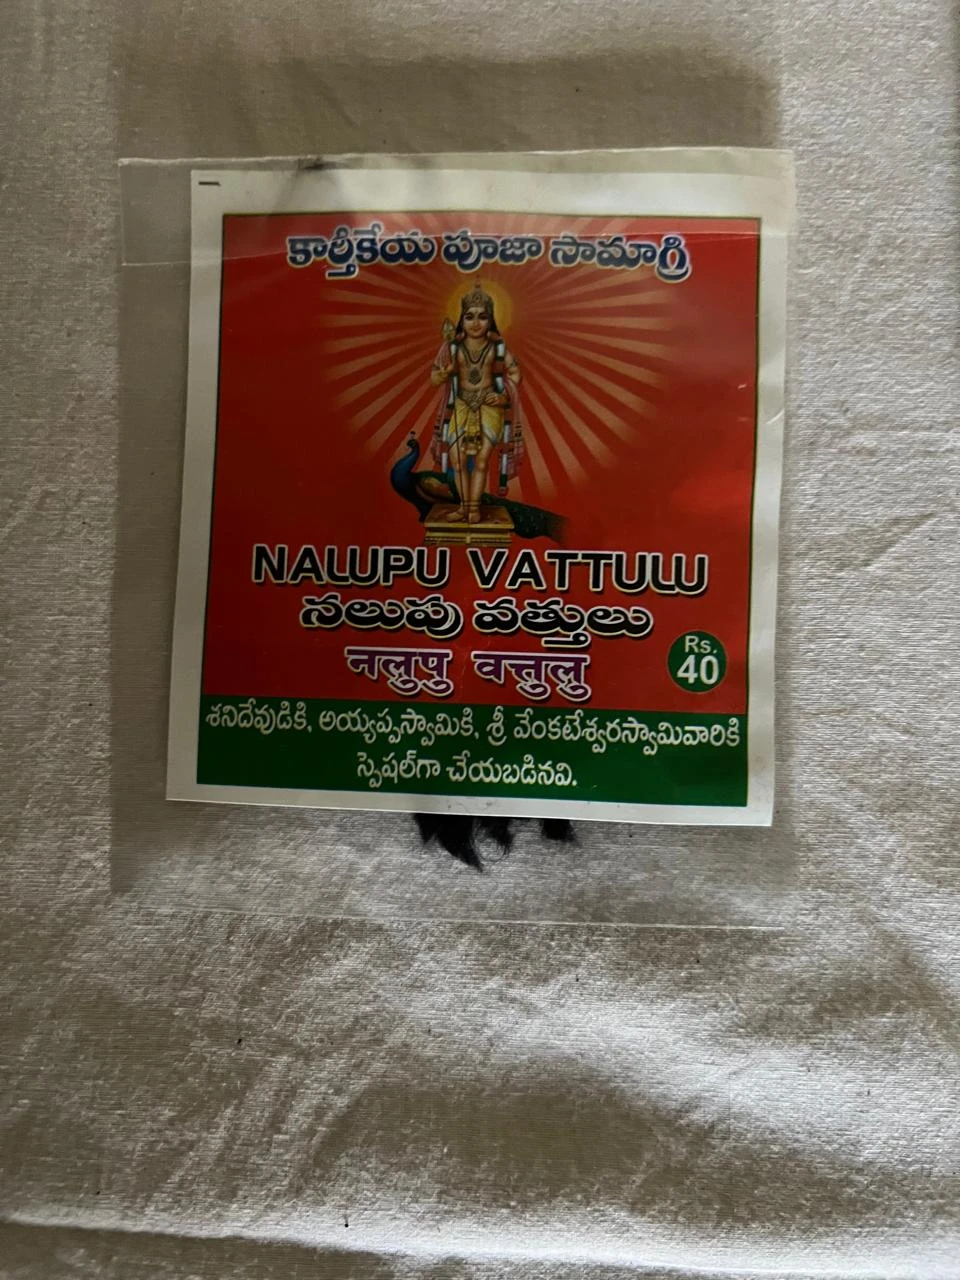 కార్తీకేయ పూజా సామాగ్రి
NALUPU VATTULU
నలుపు వత్తులు
नलुपु वत्तुलु
Rs.
40
శనిదేవుడికి, అయ్యప్పస్వామికి, శ్రీ వేంకటేశ్వరస్వామివారికి
స్పెషల్‌గా చేయబడినవి.